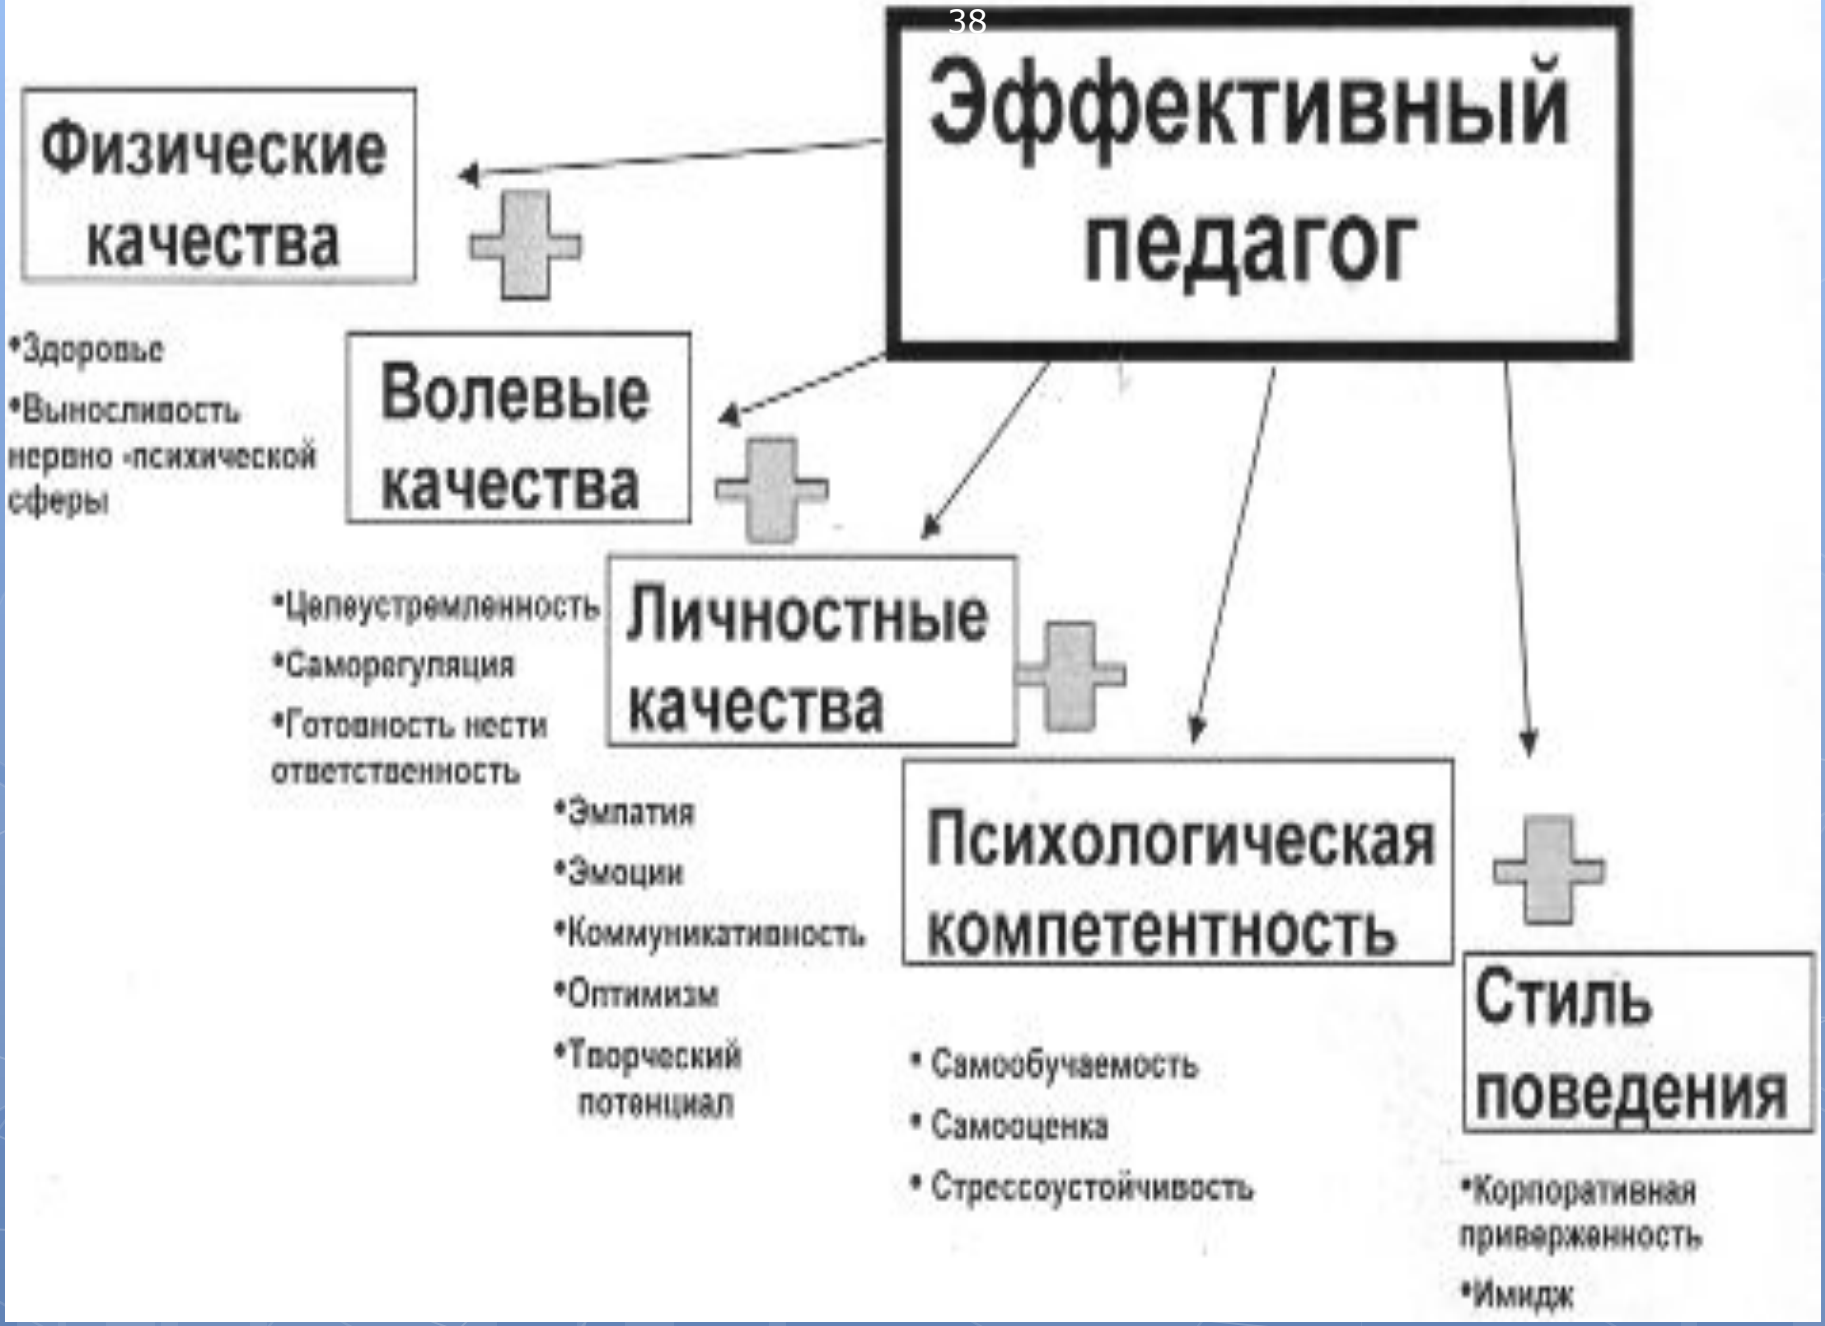 38
Эффективный
педагог
Физические
качества
•Здоровье
•Выносливость
нервно -психической
сферы
Волевые
качества
•Целеустремленность
•Саморегуляция
•Готовность нести
ответственность
Личностные
качества
•Эмпатия
•Эмоции
•Коммуникативность
•Оптимизм
•Творческий
потенциал
Психологическая
компетентность
• Самообучаемость
• Самооценка
• Стрессоустойчивость
Стиль
поведения
•Корпоративная
приверженность
•Имидж